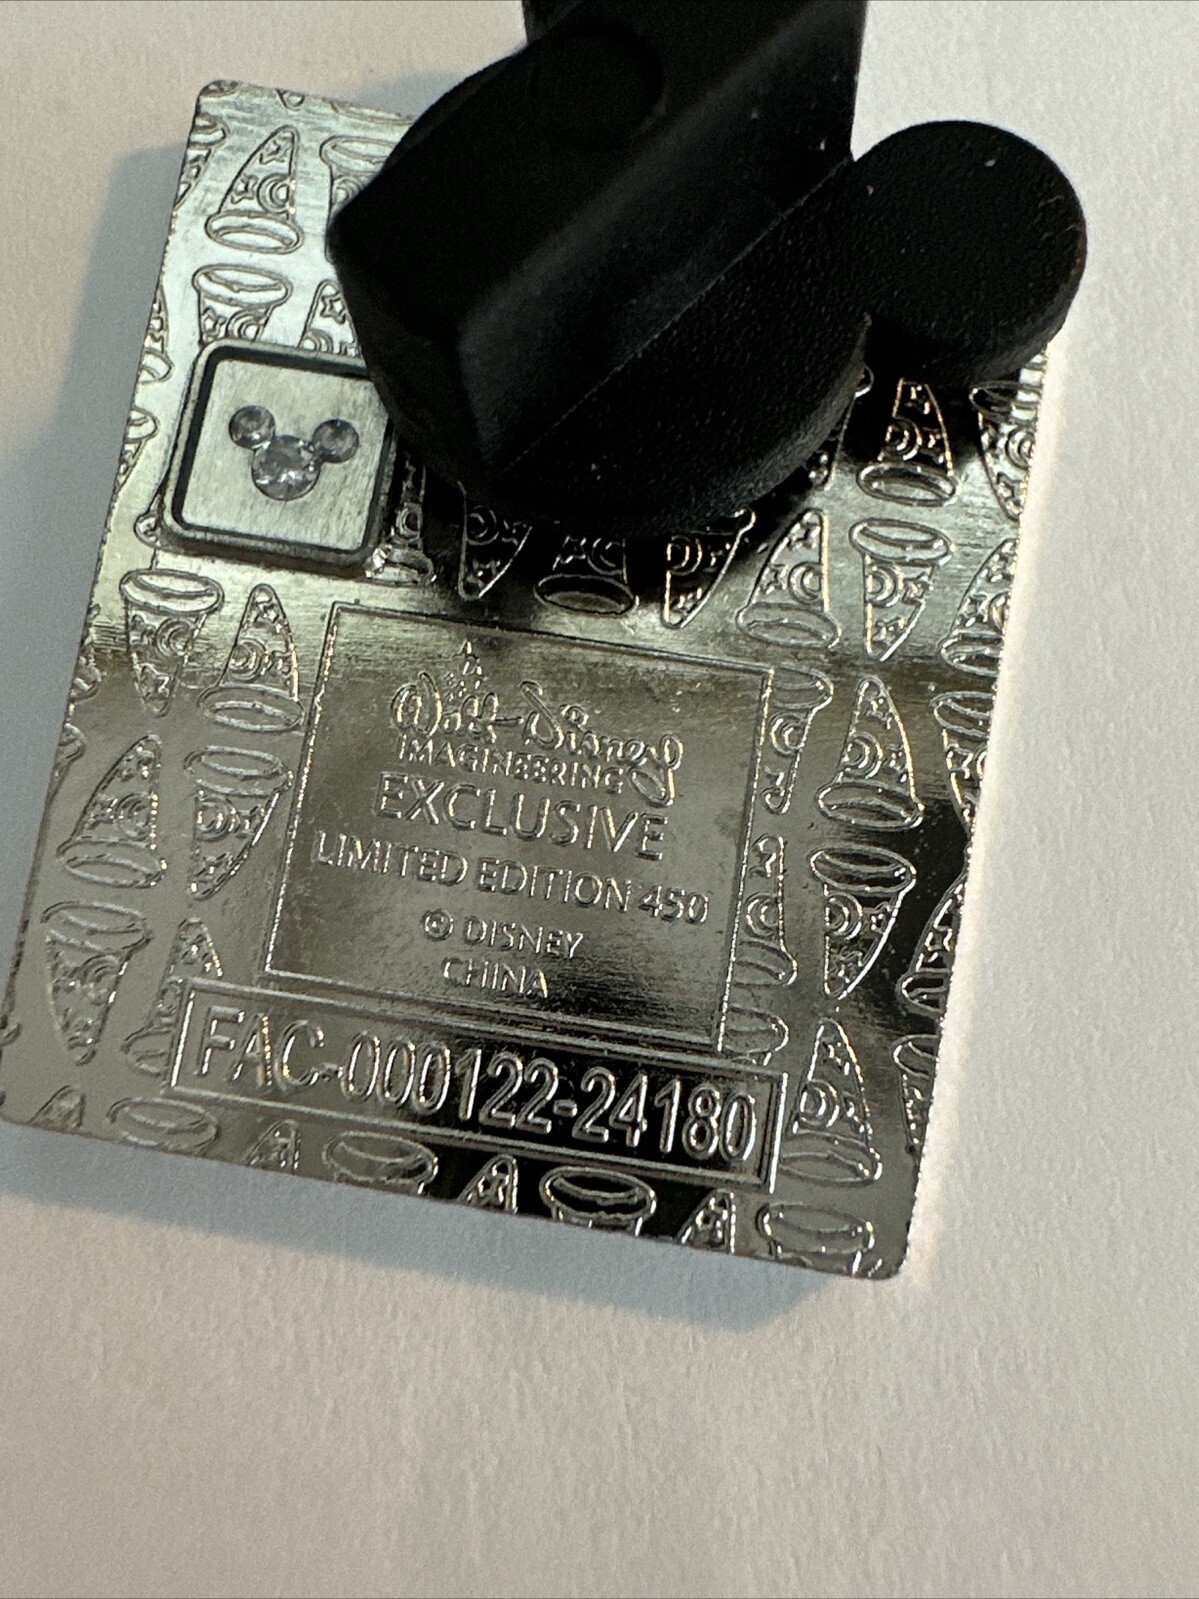 Walt Disney
IMAGINEERING
EXCLUSIVE
LIMITED EDITION 450
© DISNEY
CHINA
FAC-000122-24180